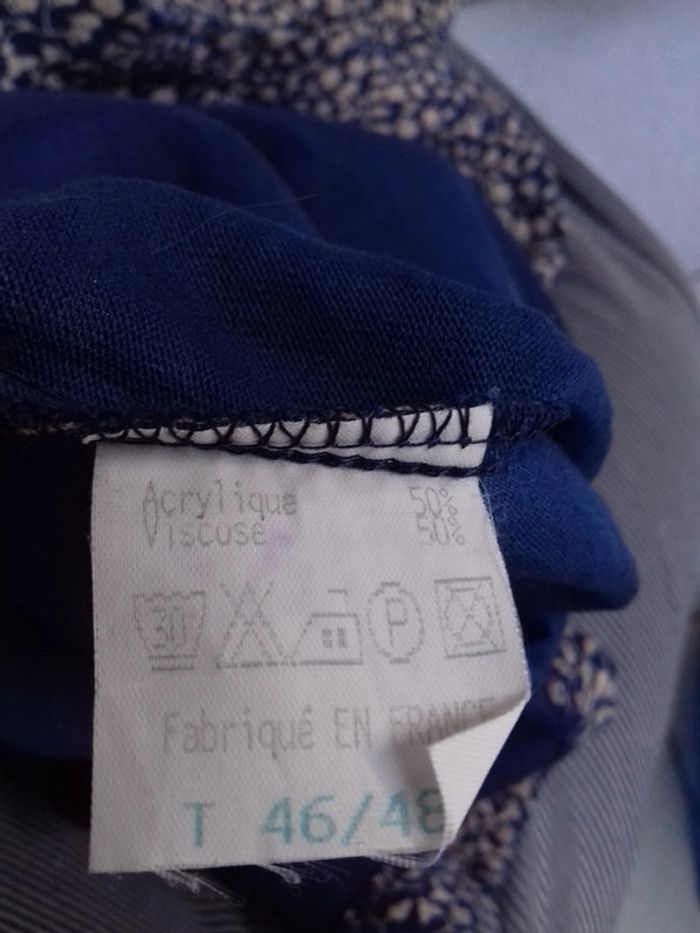 Acrylique 50%
Viscose 50%
30 P
Fabriqué EN FRANCE
T 46/48